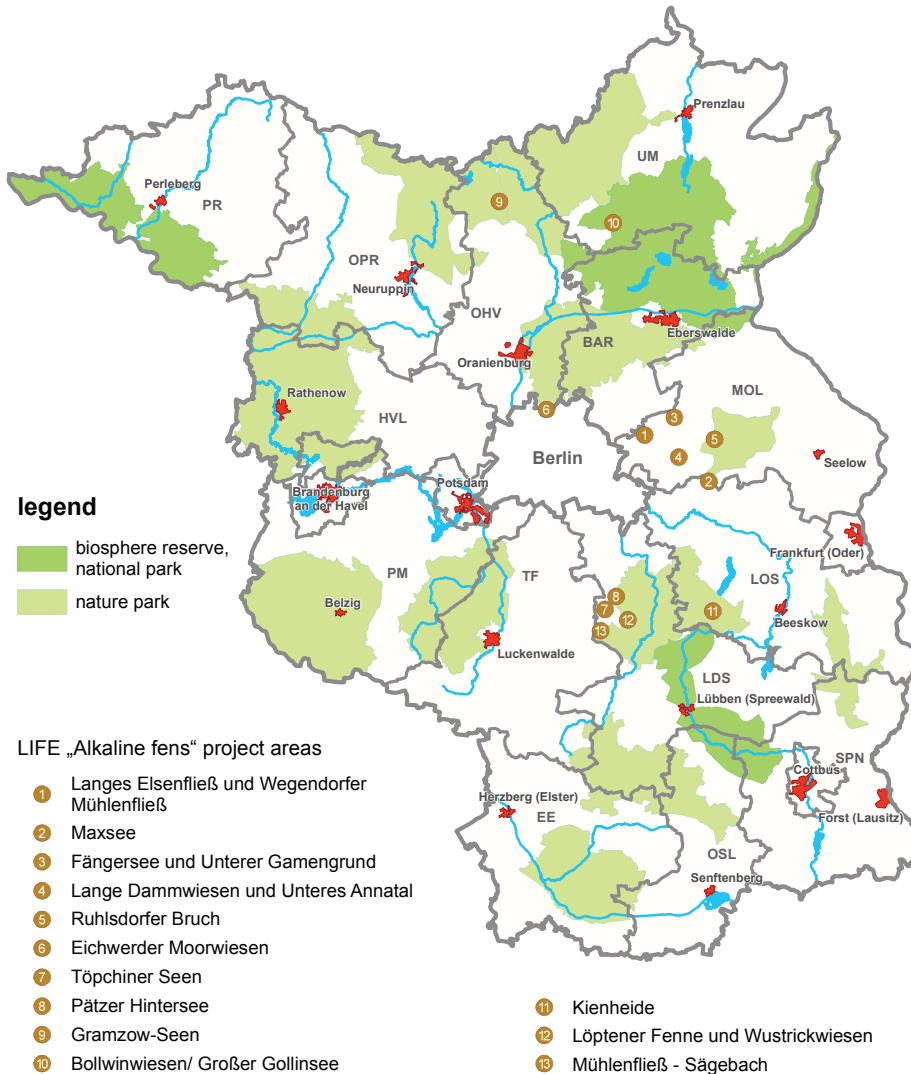 Prenzlau
UM
Perleberg
PR
9
10
OPR
Neuruppin
OHV
Eberswalde
BAR
Oranienburg
MOL
Rathenow
6
3
HVL
1
5
4
Berlin
Seelow
2
Potsdam
Brandenburg
an der Havel
legend
biosphere reserve,
national park
nature park
Frankfurt (Oder)
PM
TF
LOS
Belzig
8
7
12
13
11
Beeskow
Luckenwalde
LDS
Lübben (Spreewald)
SPN
Cottbus
Forst (Lausitz)
Herzberg (Elster)
EE
OSL
Senftenberg
LIFE „Alkaline fens“ project areas
1 Langes Elsenfließ und Wegendorfer
Mühlenfließ
2 Maxsee
3 Fängersee und Unterer Gamengrund
4 Lange Dammwiesen und Unteres Annatal
5 Ruhlsdorfer Bruch
6 Eichwerder Moorwiesen
7 Töpchiner Seen
8 Pätzer Hintersee
9 Gramzow-Seen
10 Bollwinwiesen/ Großer Gollinsee
11 Kienheide
12 Löptener Fenne und Wustrickwiesen
13 Mühlenfließ - Sägebach